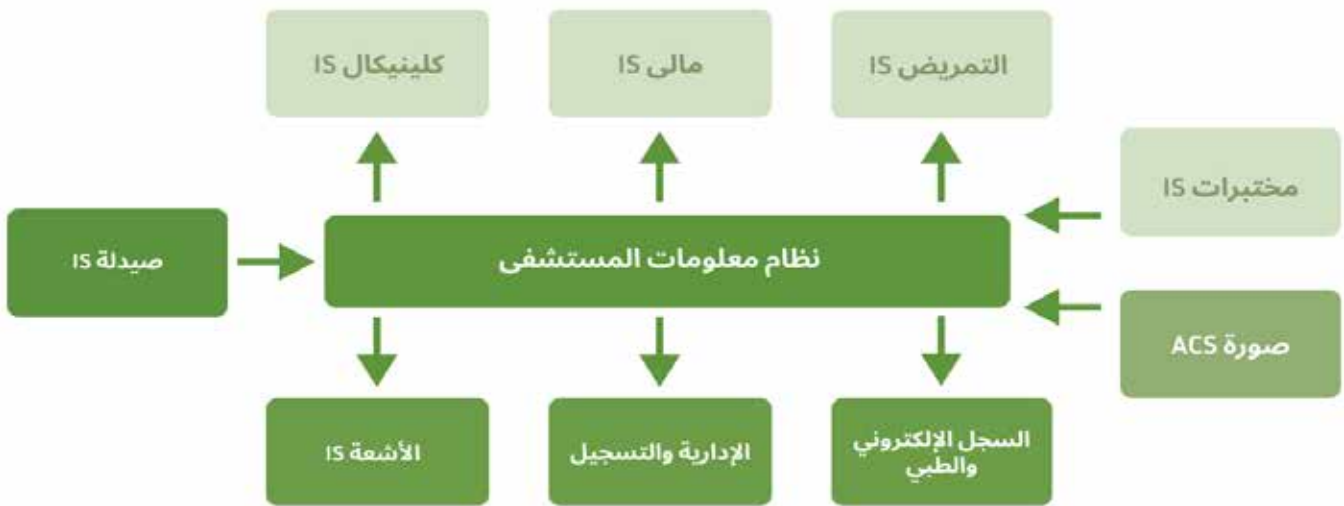 التمريض IS
مالى IS
كلينيكال IS
مختبرات IS
نظام معلومات المستشفى
صيدلة IS
صورة ACS
السجل الإلكتروني
والطبي
الإدارية والتسجيل
الأشعة IS